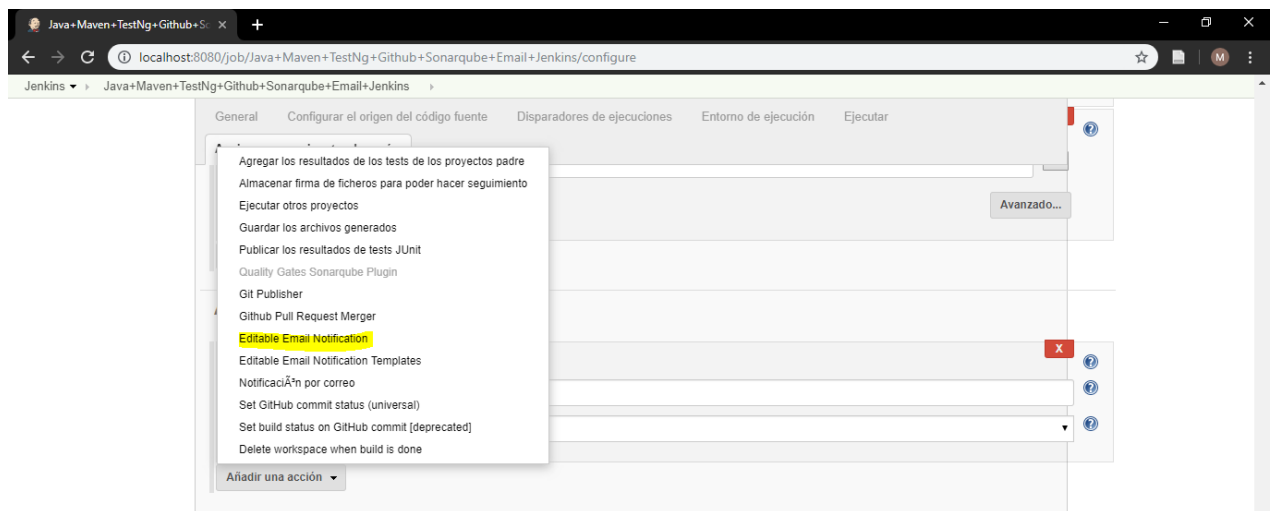 Java+Maven+TestNg+Github+Sc
localhost:8080/job/Java+Maven+TestNg+Github+Sonarqube+Email+Jenkins/configure
M
Jenkins
Java+Maven+TestNg+Github+Sonarqube+Email+Jenkins
General Configurar el origen del código fuente Disparadores de ejecuciones Entorno de ejecución Ejecutar
Agregar los resultados de los tests de los proyectos padre
Almacenar firma de ficheros para poder hacer seguimiento
Ejecutar otros proyectos
Avanzado...
Guardar los archivos generados
Publicar los resultados de tests JUnit
Quality Gates Sonarqube Plugin
Git Publisher
Github Pull Request Merger
Editable Email Notification
X
Editable Email Notification Templates
NotificaciÃ³n por correo
Set GitHub commit status (universal)
Set build status on GitHub commit [deprecated]
Delete workspace when build is done
Añadir una acción